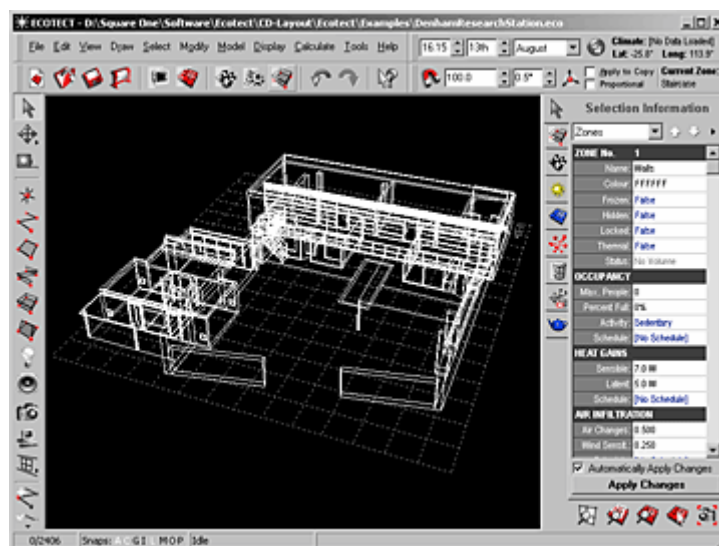 ECOTECT - D:\Square One\Software\Ecotect\CD-Layout\Ecotect\Examples\DenhamResearchStation.eco
File Edit View Draw Select Modify Model Display Calculate Tools Help
16:15 13th August
Climate: [No Data Loaded]
Lat: -25.8° Long: 113.9°
100.0 0.5°
Apply to Copy
Proportional
Current Zone:
Staircase
Selection Information
Zones
ZONE No. 1
Name: Walls
Colour: FFFFFF
Frozen: False
Hidden: False
Locked: False
Thermal: False
Status: No Volume
OCCUPANCY
Max. People: 0
Percent Full: 0%
Activity: Sedentary
Schedule: [No Schedule]
HEAT GAINS
Sensible: 7.0 W
Latent: 5.0 W
Schedule: [No Schedule]
AIR INFILTRATION
Air Changes: 0.500
Wind Sensit.: 0.250
Automatically Apply Changes
Apply Changes
0/2406 Snaps: A C G I L M O P Idle